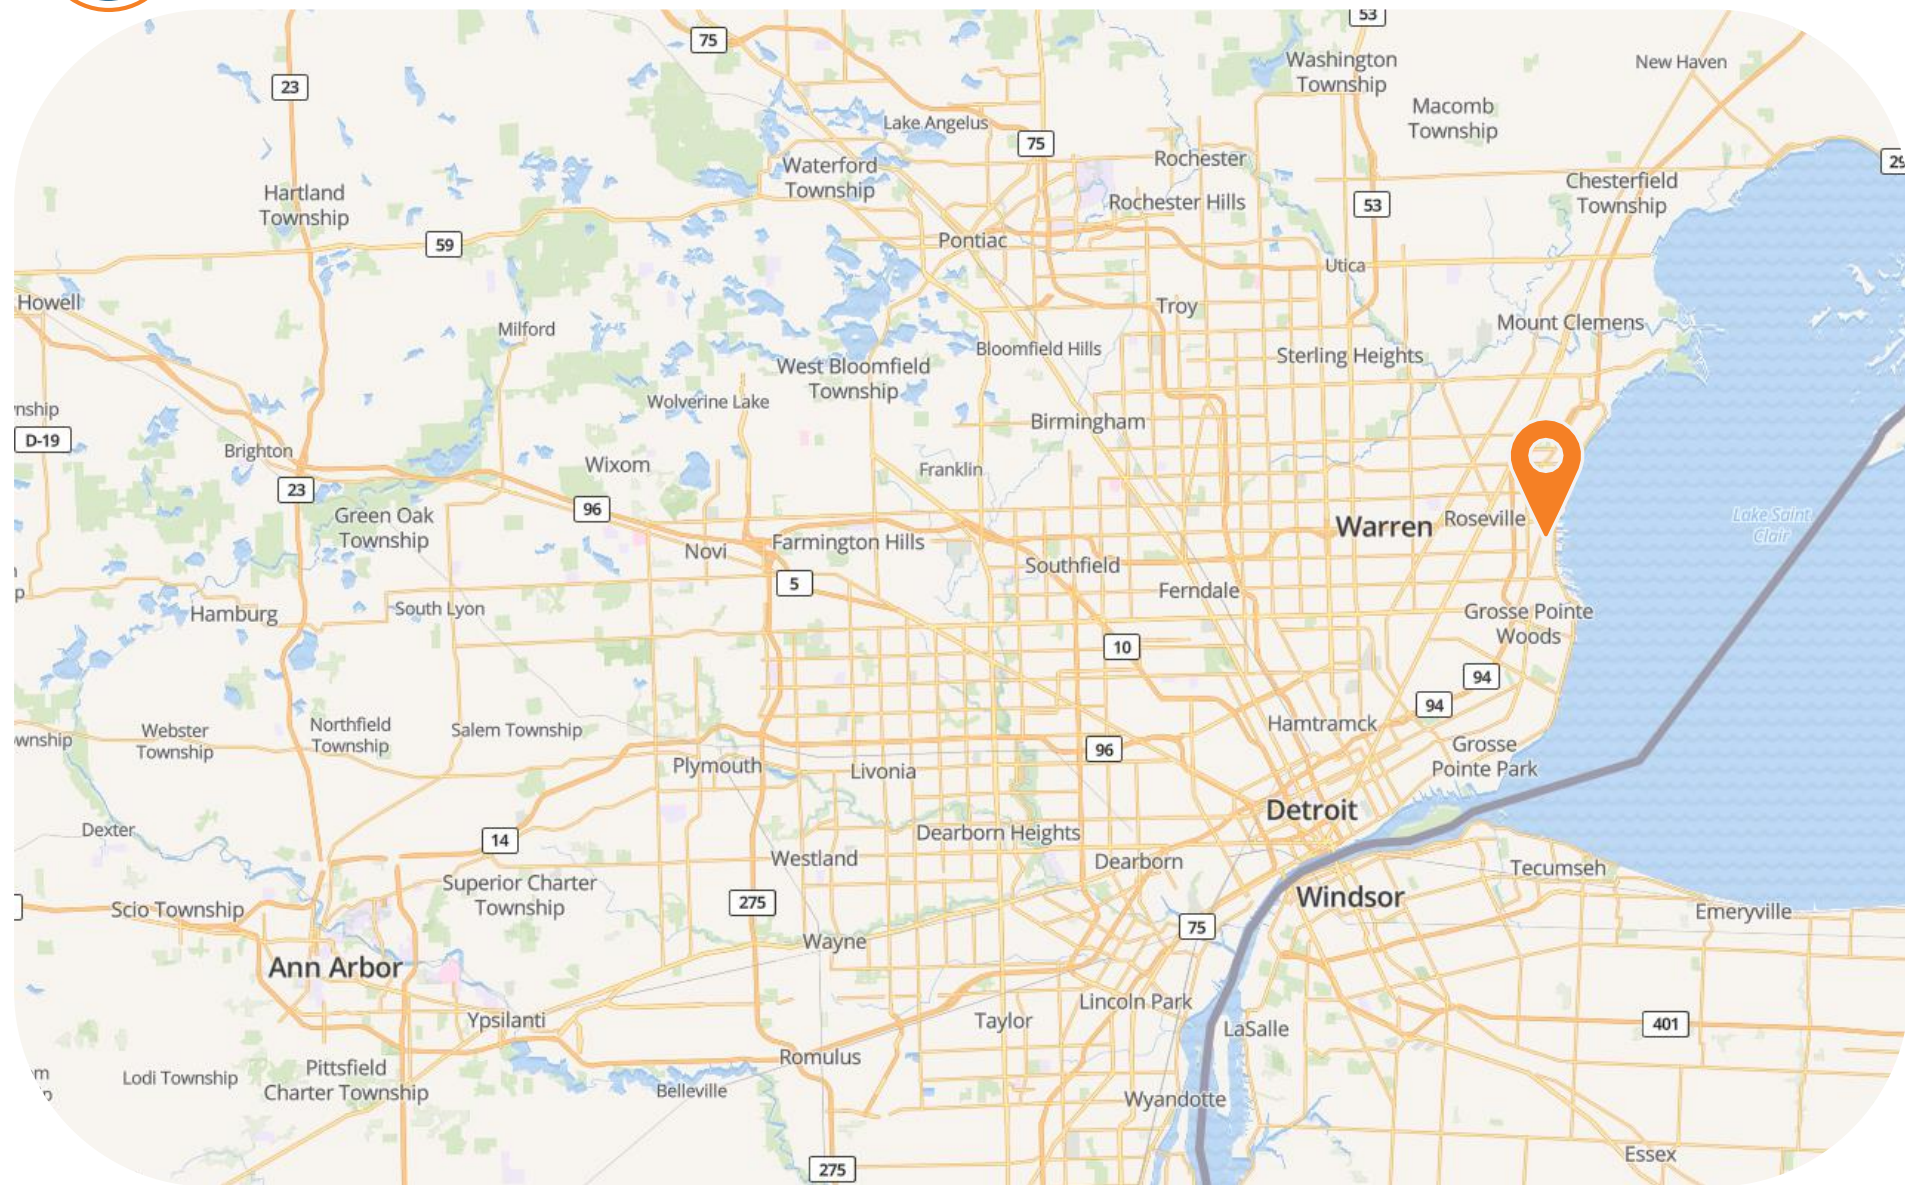 53
75
Washington
Township
New Haven
23
Macomb
Township
Lake Angelus
75
Rochester
Waterford
Township
29
Chesterfield
Township
Hartland
Township
Rochester Hills
53
59
Pontiac
Utica
Howell
Troy
Milford
Mount Clemens
Bloomfield Hills
Sterling Heights
West Bloomfield
Township
Wolverine Lake
nship
Birmingham
D-19
Brighton
Wixom
Franklin
23
96
Green Oak
Township
Roseville
Warren
Lake Saint
Clair
Novi
Farmington Hills
Southfield
5
Ferndale
p
Hamburg
South Lyon
Grosse Pointe
Woods
10
94
94
Webster
Township
Northfield
Township
Salem Township
Hamtramck
wnship
96
Grosse
Pointe Park
Plymouth
Livonia
Detroit
Dexter
14
Dearborn Heights
Westland
Dearborn
Tecumseh
Superior Charter
Township
275
Windsor
Scio Township
Emeryville
75
Wayne
Ann Arbor
Lincoln Park
Ypsilanti
Taylor
LaSalle
401
Romulus
Pittsfield
Charter Township
m
p
Lodi Township
Belleville
Wyandotte
Essex
275